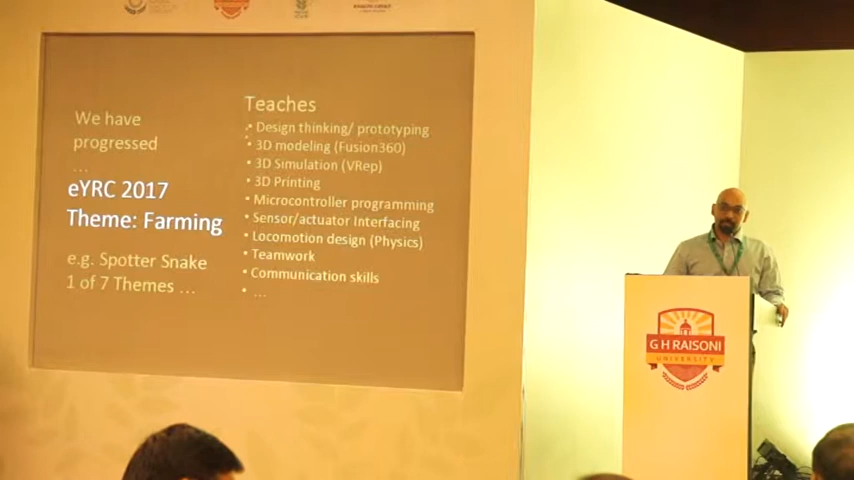 We have
progressed
...
eYRC 2017
Theme: Farming
e.g. Spotter Snake
1 of 7 Themes ...
Teaches
• Design thinking/ prototyping
• 3D modeling (Fusion360)
• 3D Simulation (VRep)
• 3D Printing
• Microcontroller programming
• Sensor/actuator Interfacing
• Locomotion design (Physics)
• Teamwork
• Communication skills
• ...
G H RAISONI
UNIVERSITY